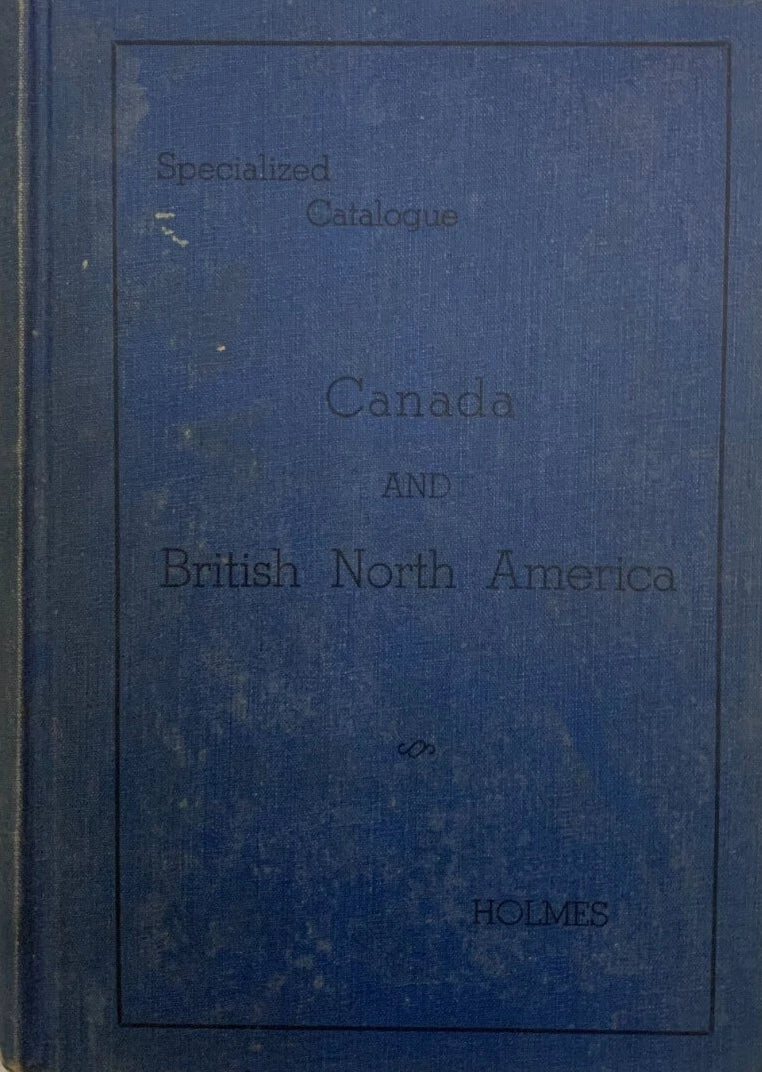 Specialized
Catalogue
Canada
AND
British North America
HOLMES